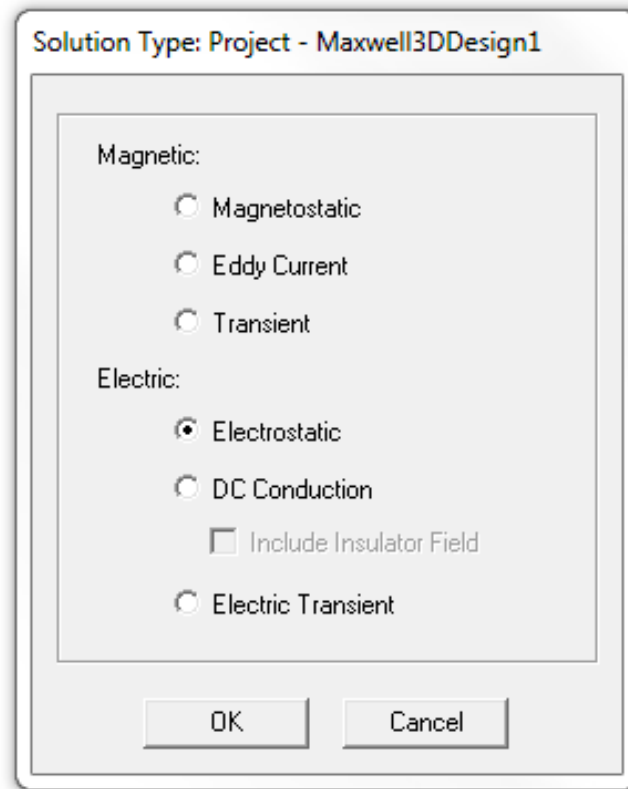 Solution Type: Project - Maxwell3DDesign1
Magnetic:
Magnetostatic
Eddy Current
Transient
Electric:
Electrostatic
DC Conduction
Include Insulator Field
Electric Transient
OK Cancel